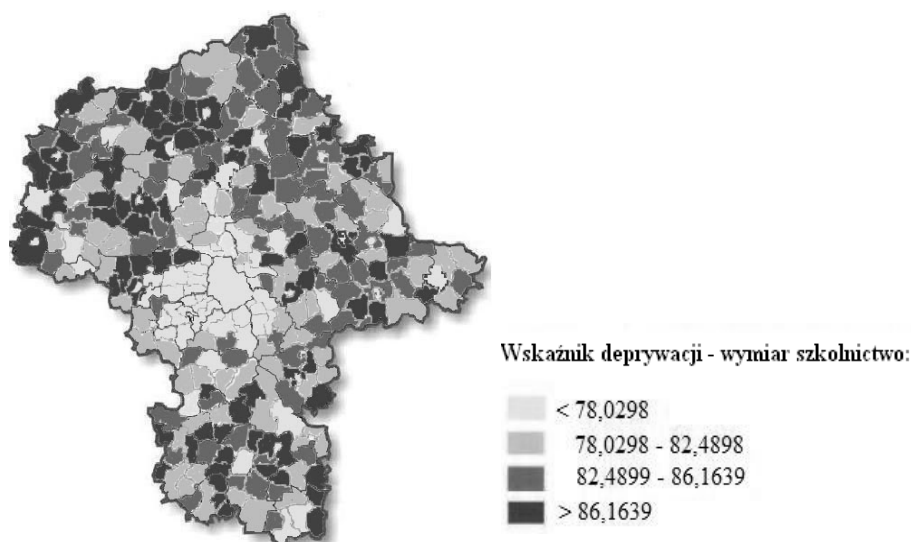 Wskaźnik deprywacji - wymiar szkolnictwo:
< 78,0298
78,0298 - 82,4898
82,4899 - 86,1639
> 86,1639